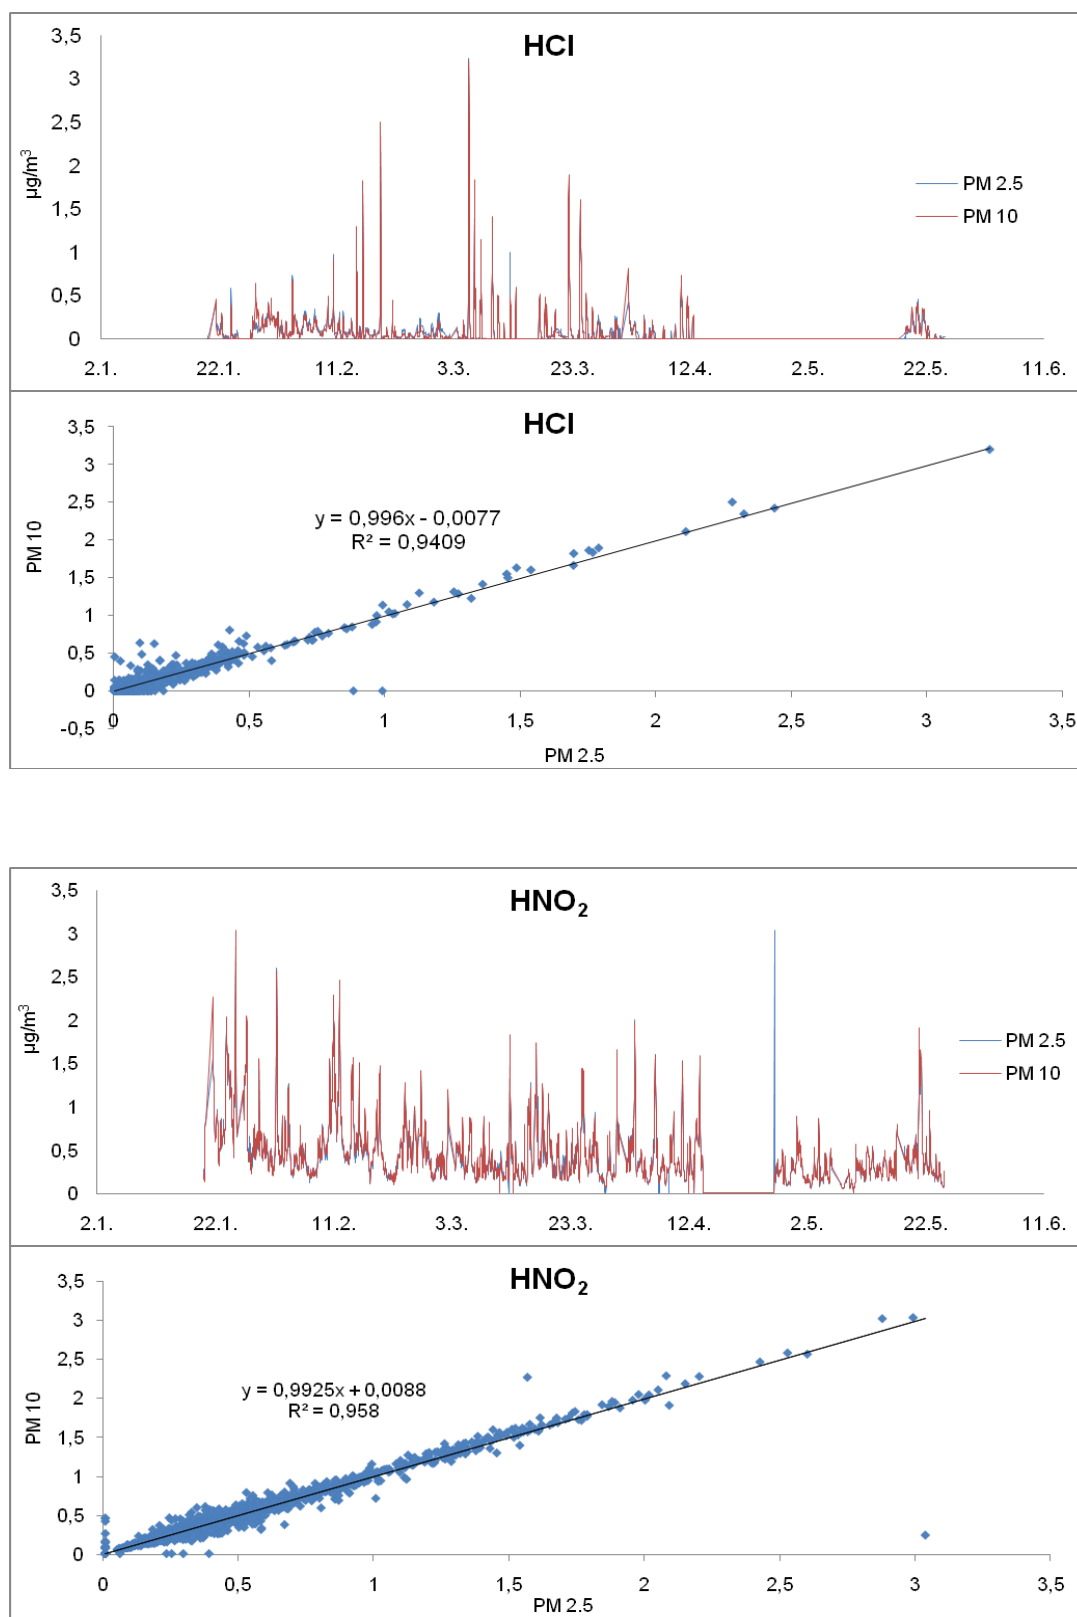 HCl
3,5
3
2,5
2
1,5
1
0,5
0
µg/m³
PM 2.5
PM 10
2.1. 22.1. 11.2. 3.3. 23.3. 12.4. 2.5. 22.5. 11.6.
HCl
3,5
3
2,5
2
1,5
1
0,5
0
-0,5
PM 10
y = 0,996x - 0,0077
R² = 0,9409
0 0,5 1 1,5 2 2,5 3 3,5
PM 2.5
HNO₂
3,5
3
2,5
2
1,5
1
0,5
0
µg/m³
PM 2.5
PM 10
2.1. 22.1. 11.2. 3.3. 23.3. 12.4. 2.5. 22.5. 11.6.
HNO₂
3,5
3
2,5
2
1,5
1
0,5
0
PM 10
y = 0,9925x + 0,0088
R² = 0,958
0 0,5 1 1,5 2 2,5 3 3,5
PM 2.5